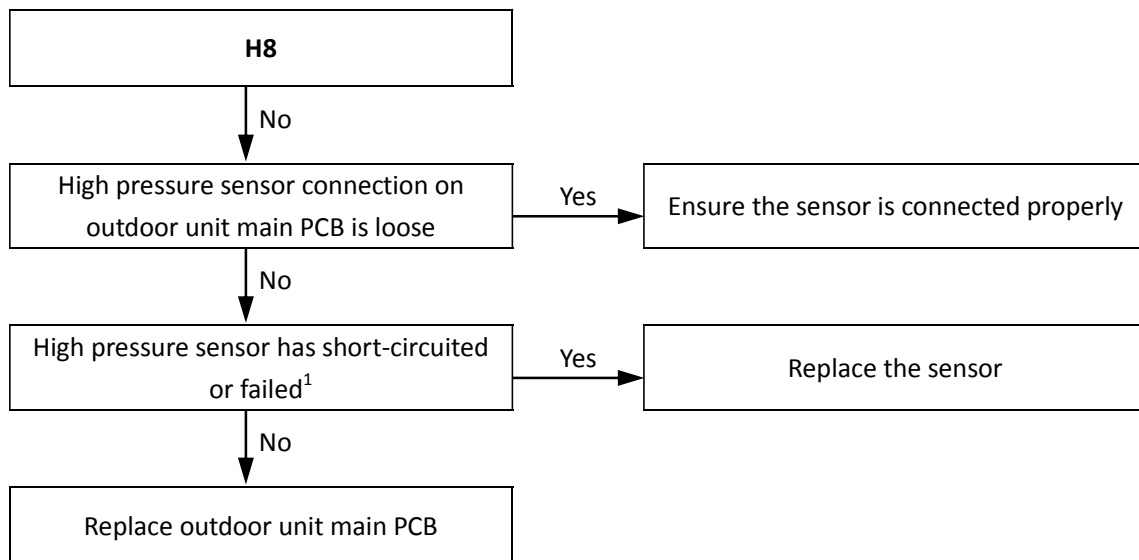 H8
No
High pressure sensor connection on
outdoor unit main PCB is loose
Yes
Ensure the sensor is connected properly
No
High pressure sensor has short-circuited
or failed1
Yes
Replace the sensor
No
Replace outdoor unit main PCB